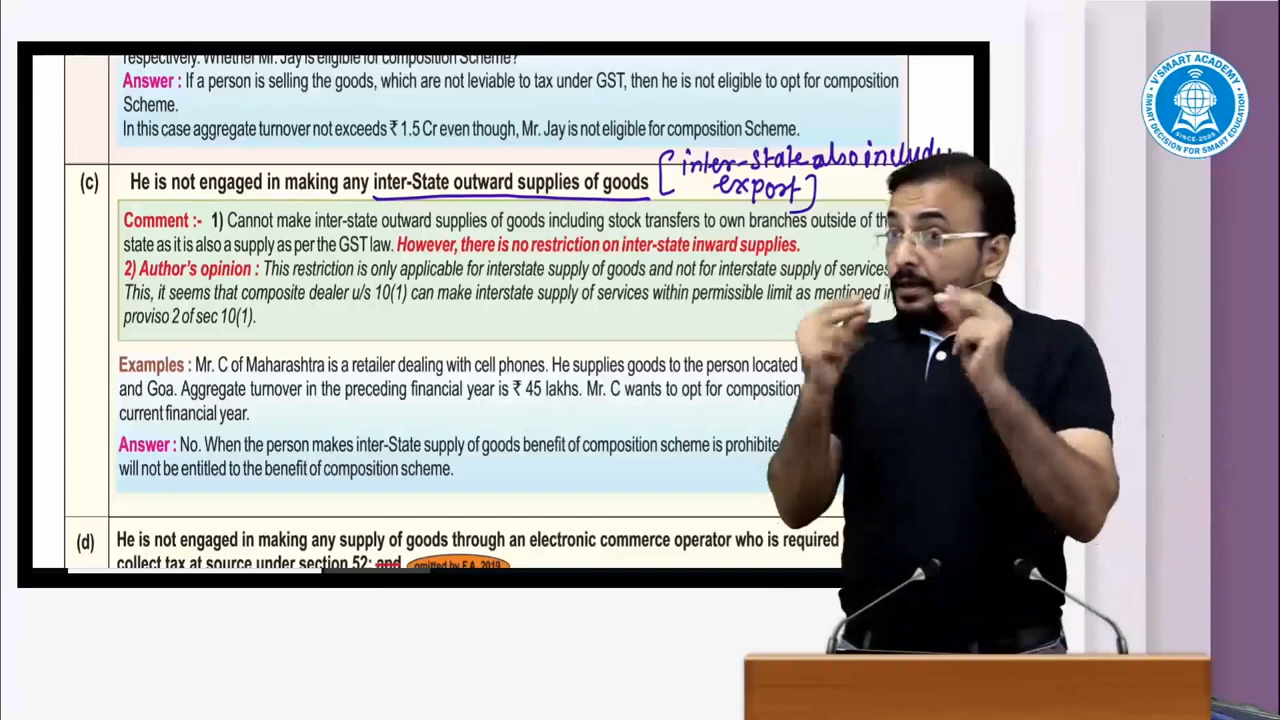 respectively. Whether Mr. Jay is eligible for composition Scheme?
Answer : If a person is selling the goods, which are not leviable to tax under GST, then he is not eligible to opt for composition
Scheme.
In this case aggregate turnover not exceeds ₹ 1.5 Cr even though, Mr. Jay is not eligible for composition Scheme.
(c) He is not engaged in making any inter-State outward supplies of goods [inter-state also include
export]
Comment :- 1) Cannot make inter-state outward supplies of goods including stock transfers to own branches outside of
state as it is also a supply as per the GST law. However, there is no restriction on inter-state inward supplies.
2) Author's opinion : This restriction is only applicable for interstate supply of goods and not for interstate supply of services
This, it seems that composite dealer u/s 10(1) can make interstate supply of services within permissible limit as mentioned
proviso 2 of sec 10(1).
Examples : Mr. C of Maharashtra is a retailer dealing with cell phones. He supplies goods to the person located
and Goa. Aggregate turnover in the preceding financial year is ₹ 45 lakhs. Mr. C wants to opt for composition
current financial year.
Answer : No. When the person makes inter-State supply of goods benefit of composition scheme is prohibite
will not be entitled to the benefit of composition scheme.
(d) He is not engaged in making any supply of goods through an electronic commerce operator who is required
collect tax at source under section 52; and omitted by F.A. 2019
V'SMART ACADEMY
SINCE-2005
SMART DECISION FOR SMART EDUCATION